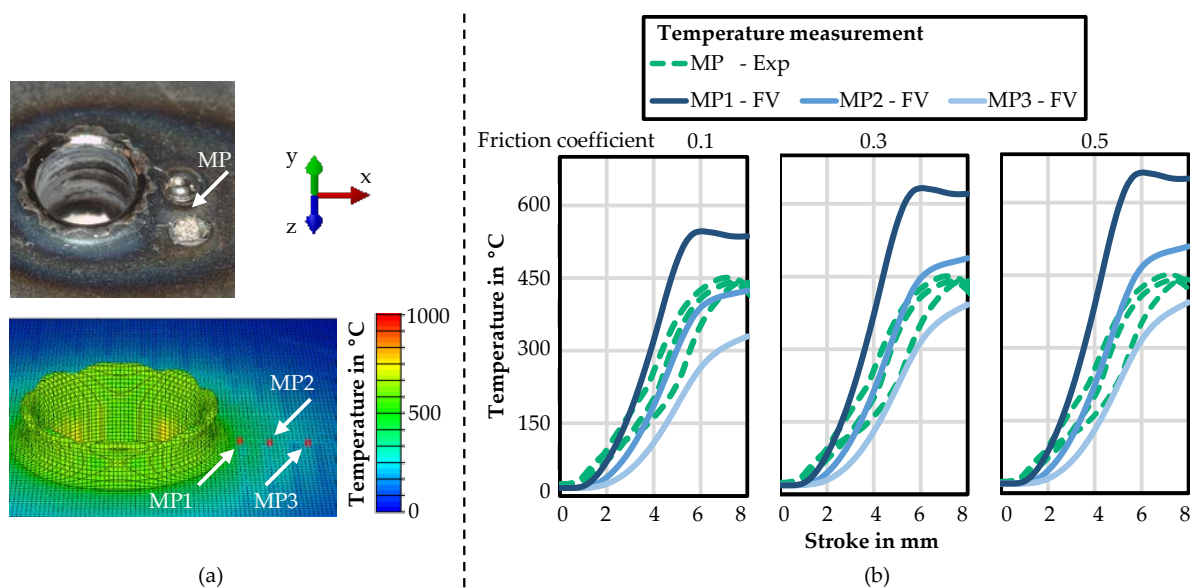 MP
y
x
z
1000
500
0
Temperature in °C
MP2
MP1
MP3
(a)
Temperature measurement
MP - Exp
MP1 - FV MP2 - FV MP3 - FV
Friction coefficient 0.1 0.3 0.5
600
450
300
150
0
Temperature in °C
0 2 4 6 8 0 2 4 6 8 0 2 4 6 8
Stroke in mm
(b)